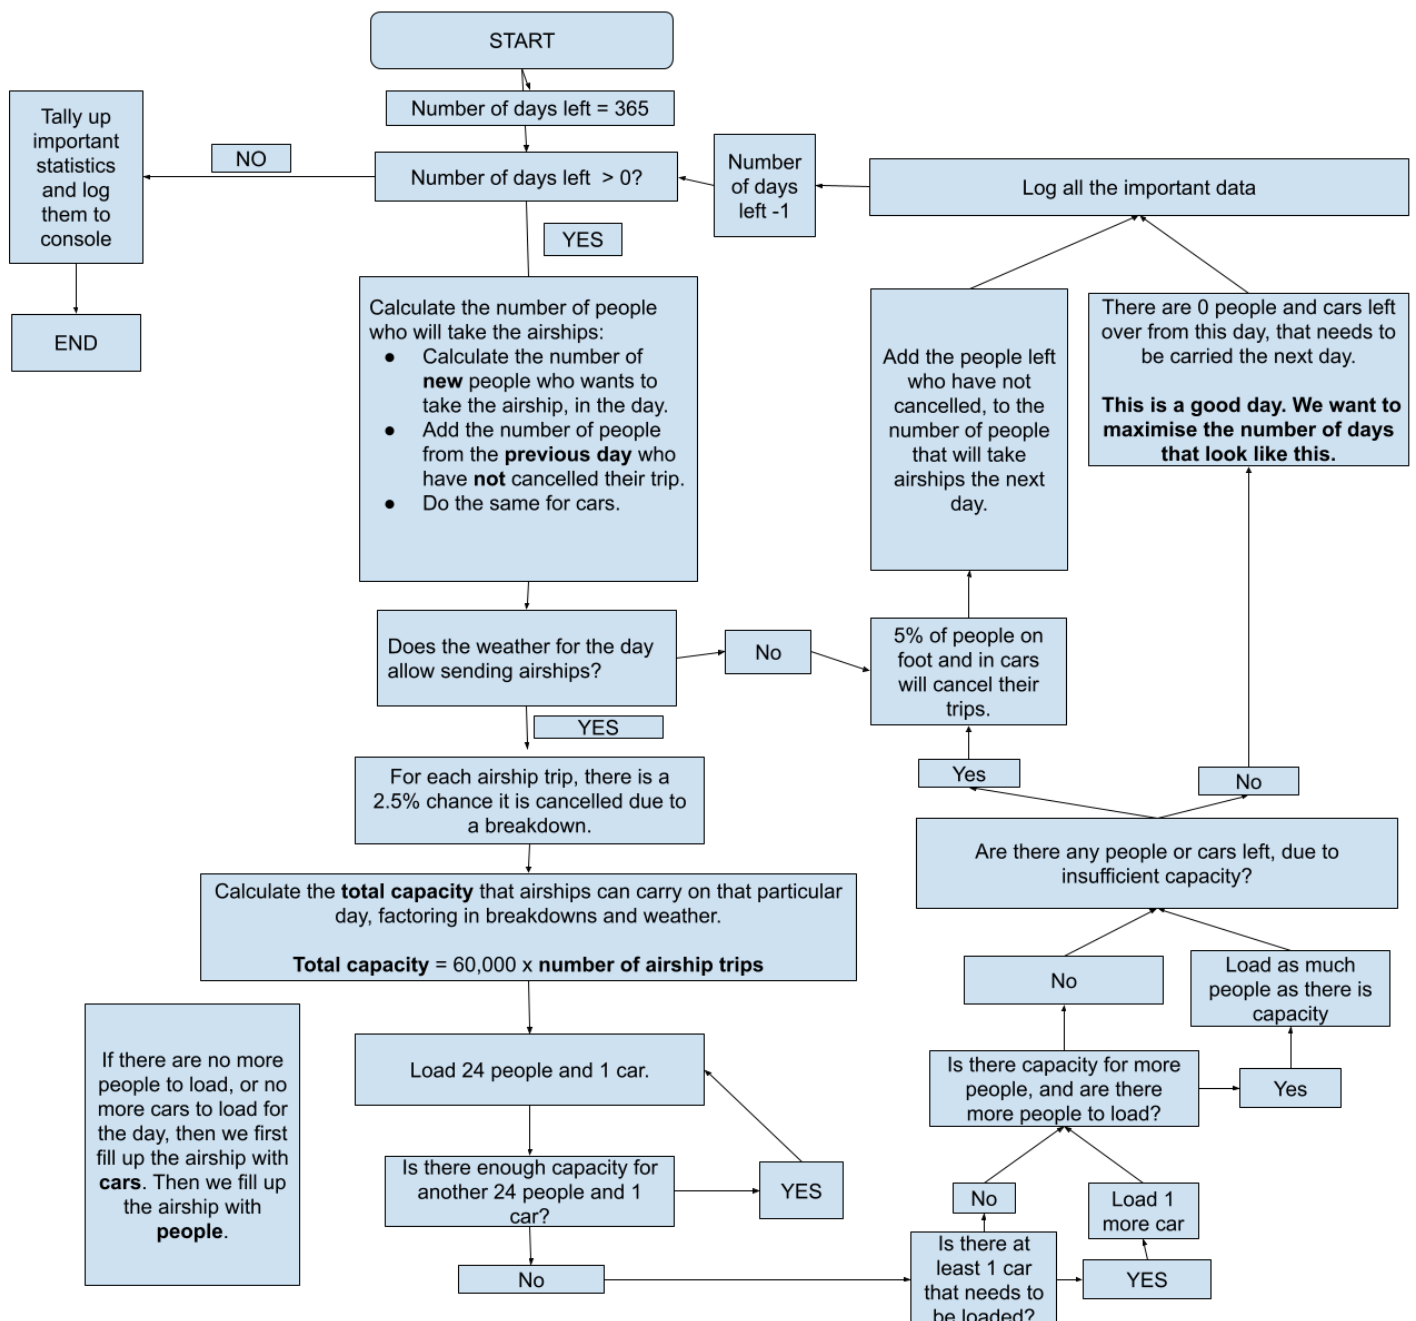 START
Number of days left = 365
Number of days left  > 0?
NO
Tally up
important
statistics
and log
them to
console
END
YES
Number
of days
left -1
Log all the important data
Calculate the number of people
who will take the airships:
● Calculate the number of
new people who wants to
take the airship, in the day.
● Add the number of people
from the previous day who
have not cancelled their trip.
● Do the same for cars.
Add the people left
who have not
cancelled, to the
number of people
that will take
airships the next
day.
There are 0 people and cars left
over from this day, that needs to
be carried the next day.
This is a good day. We want to
maximise the number of days
that look like this.
Does the weather for the day
allow sending airships?
No
5% of people on
foot and in cars
will cancel their
trips.
YES
For each airship trip, there is a
2.5% chance it is cancelled due to
a breakdown.
Yes
No
Are there any people or cars left, due to
insufficient capacity?
Calculate the total capacity that airships can carry on that particular
day, factoring in breakdowns and weather.
Total capacity = 60,000 x number of airship trips
No
Load as much
people as there is
capacity
If there are no more
people to load, or no
more cars to load for
the day, then we first
fill up the airship with
cars. Then we fill up
the airship with
people.
Load 24 people and 1 car.
Is there capacity for more
people, and are there
more people to load?
Yes
Is there enough capacity for
another 24 people and 1
car?
YES
No
Load 1
more car
No
Is there at
least 1 car
that needs to
be loaded?
YES